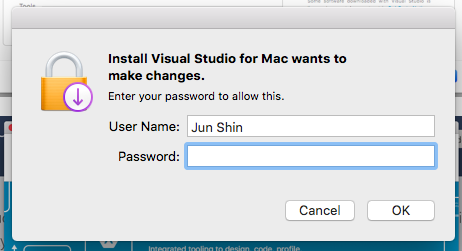 Tools
Some software downloaded with Visual Studio is
Install Visual Studio for Mac wants to
make changes.
Enter your password to allow this.
User Name: Jun Shin
Password:
Cancel OK
Integrated tooling to design, code, profile